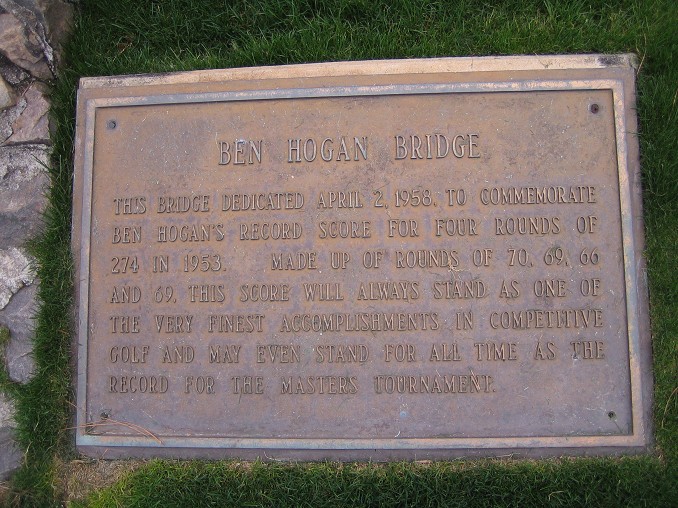 BEN HOGAN BRIDGE
THIS BRIDGE DEDICATED APRIL 2, 1958, TO COMMEMORATE
BEN HOGAN'S RECORD SCORE FOR FOUR ROUNDS OF
274 IN 1953. MADE UP OF ROUNDS OF 70, 69, 66
AND 69, THIS SCORE WILL ALWAYS STAND AS ONE OF
THE VERY FINEST ACCOMPLISHMENTS IN COMPETITIVE
GOLF AND MAY EVEN STAND FOR ALL TIME AS THE
RECORD FOR THE MASTERS TOURNAMENT.